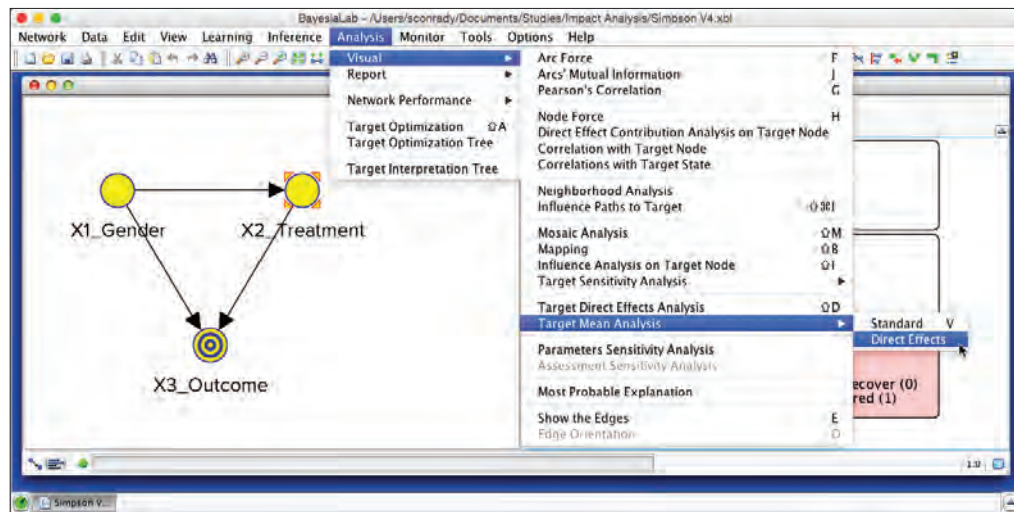 BayesiaLab - /Users/sconrady/Documents/Studies/Impact Analysis/Simpson V4.xbl
Network Data Edit View Learning Inference Analysis Monitor Tools Options Help
Visual
Report
Network Performance
Target Optimization ⇧A
Target Optimization Tree
Target Interpretation Tree
Arc Force F
Arcs' Mutual Information J
Pearson's Correlation G
Node Force H
Direct Effect Contribution Analysis on Target Node
Correlation with Target Node
Correlations with Target State
Neighborhood Analysis
Influence Paths to Target ⇧⌘I
Mosaic Analysis ⇧M
Mapping ⇧B
Influence Analysis on Target Node ⇧I
Target Sensitivity Analysis
Target Direct Effects Analysis ⇧D
Target Mean Analysis
Parameters Sensitivity Analysis
Assessment Sensitivity Analysis
Most Probable Explanation
Show the Edges E
Edge Orientation O
Standard V
Direct Effects
X1_Gender
X2_Treatment
X3_Outcome
ecover (0)
red (1)
1:0
Simpson V...